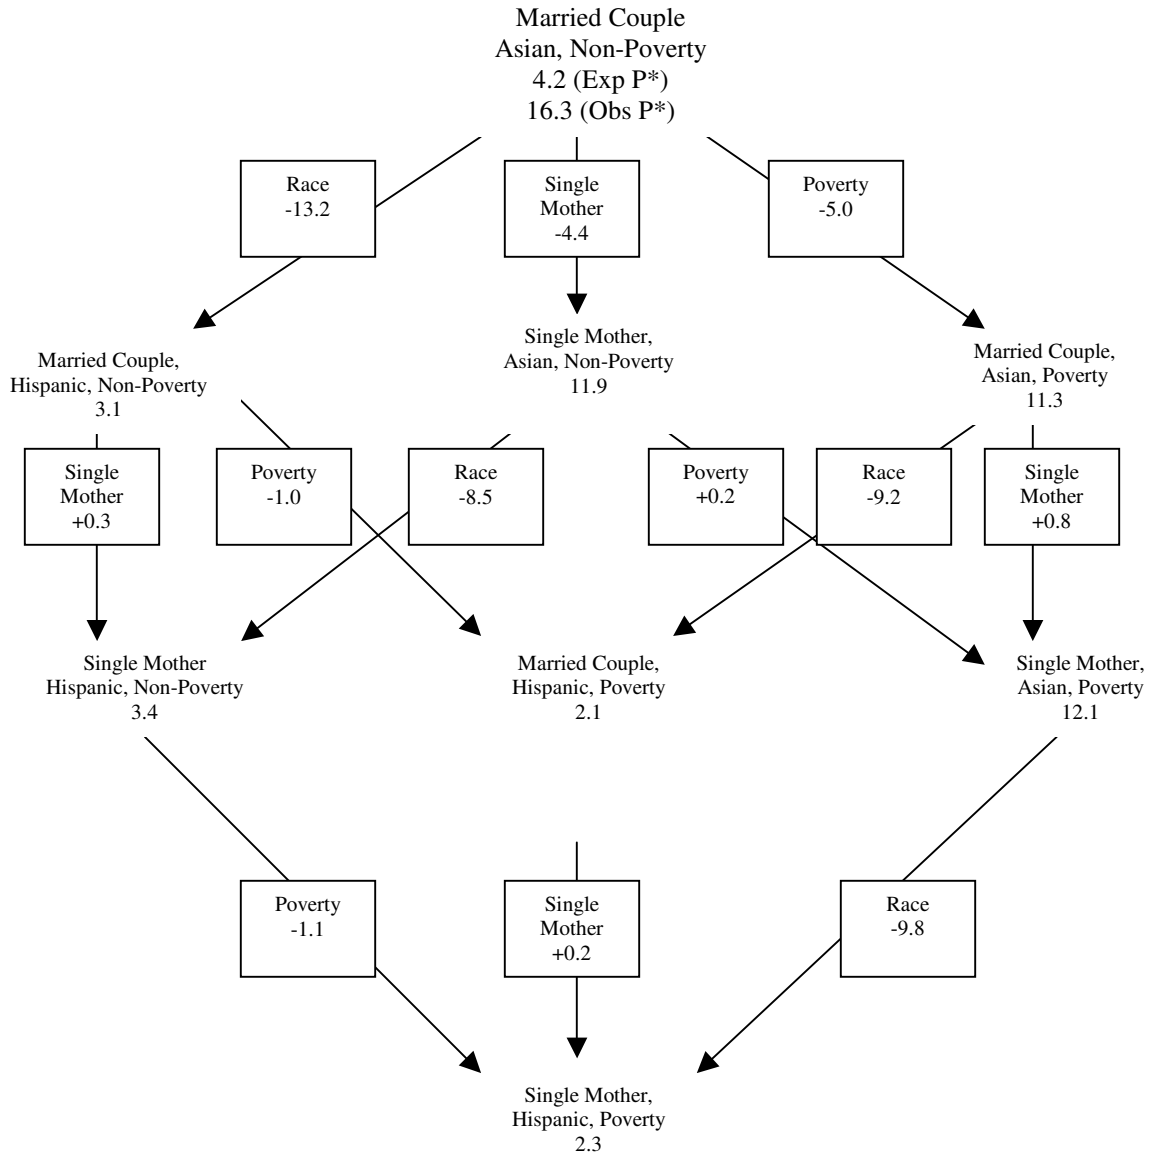 Married Couple
Asian, Non-Poverty
4.2 (Exp P*)
16.3 (Obs P*)
Race
-13.2
Single
Mother
-4.4
Poverty
-5.0
Married Couple,
Hispanic, Non-Poverty
3.1
Single Mother,
Asian, Non-Poverty
11.9
Married Couple,
Asian, Poverty
11.3
Single
Mother
+0.3
Poverty
-1.0
Race
-8.5
Poverty
+0.2
Race
-9.2
Single
Mother
+0.8
Single Mother
Hispanic, Non-Poverty
3.4
Married Couple,
Hispanic, Poverty
2.1
Single Mother,
Asian, Poverty
12.1
Poverty
-1.1
Single
Mother
+0.2
Race
-9.8
Single Mother,
Hispanic, Poverty
2.3